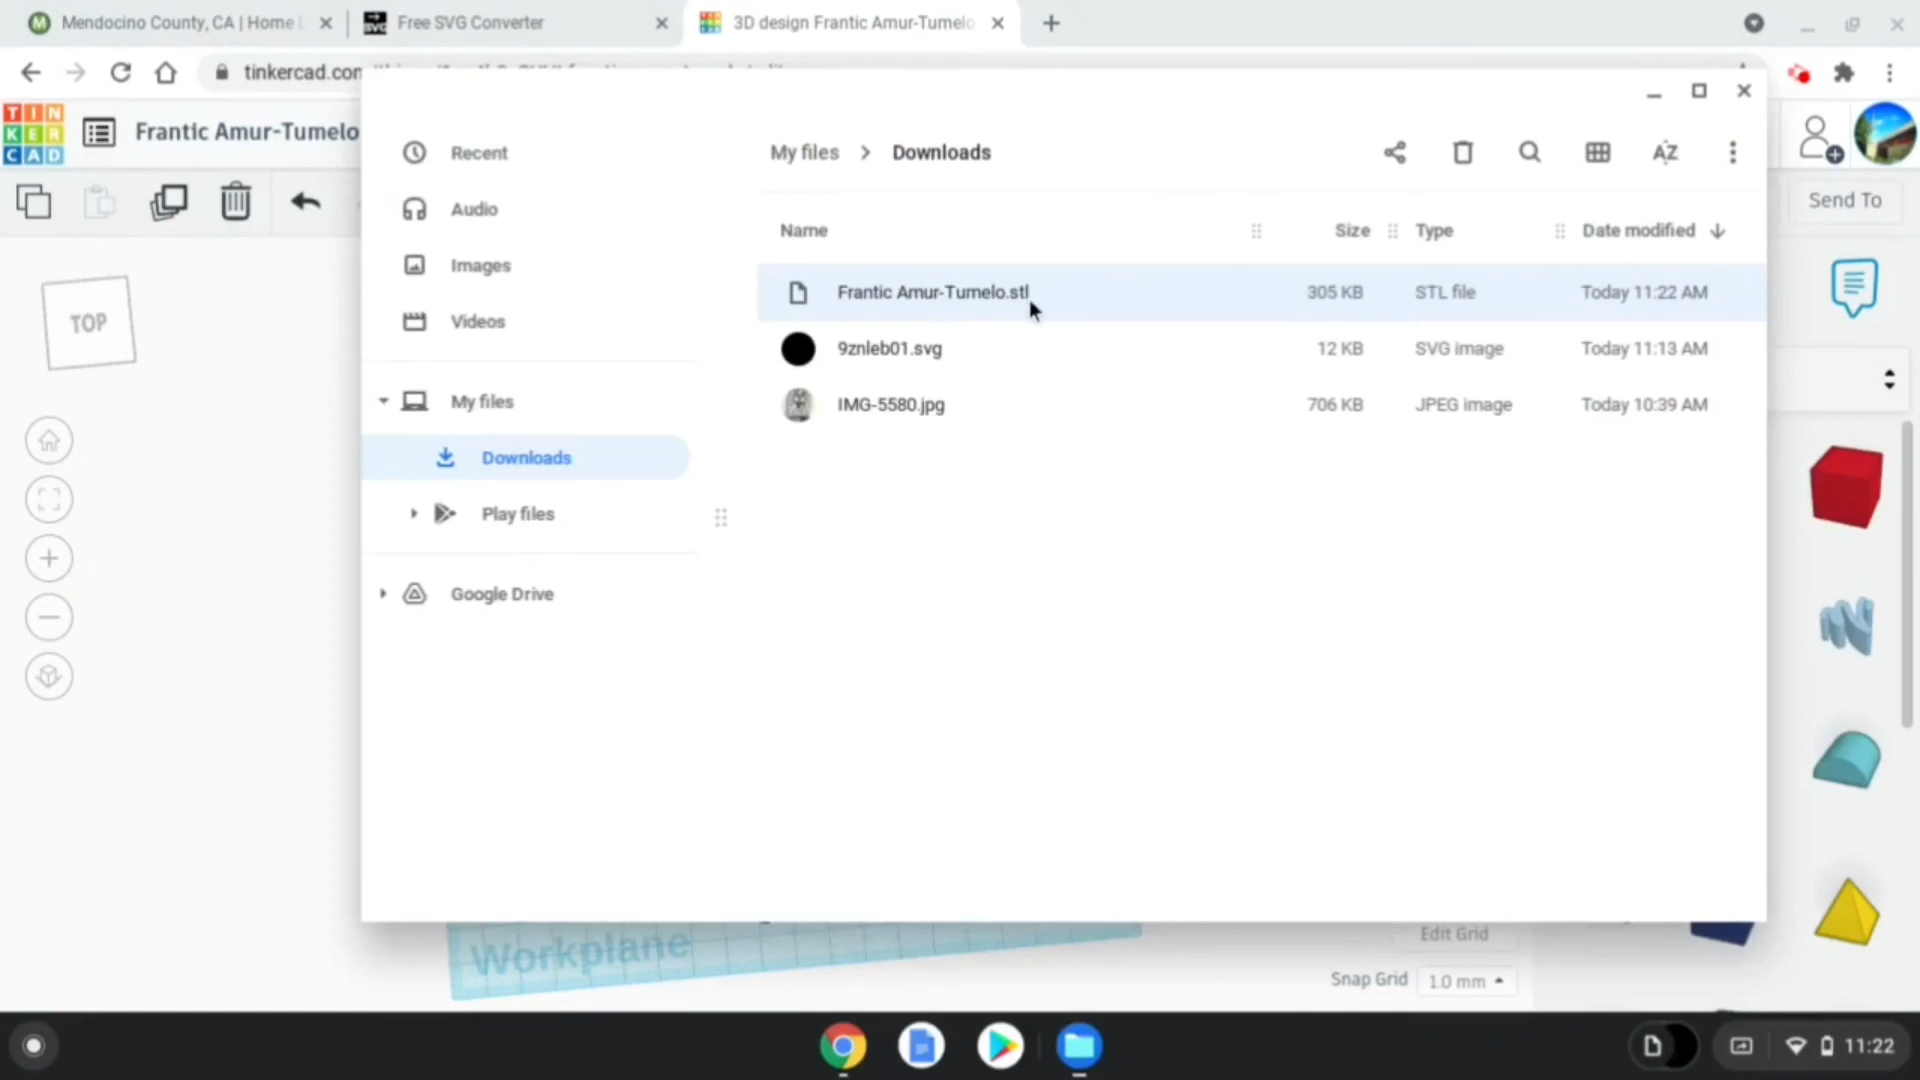 Mendocino County, CA | Home L
Free SVG Converter
3D design Frantic Amur-Tumelo
tinkercad.com
TIN
KER
CAD
Frantic Amur-Tumelo
Send To
TOP
Recent
Audio
Images
Videos
My files
Downloads
Play files
Google Drive
My files > Downloads
AZ
Name Size Type Date modified
Frantic Amur-Tumelo.stl 305 KB STL file Today 11:22 AM
9znleb01.svg 12 KB SVG image Today 11:13 AM
IMG-5580.jpg 706 KB JPEG image Today 10:39 AM
Workplane
Edit Grid
Snap Grid 1.0 mm
11:22